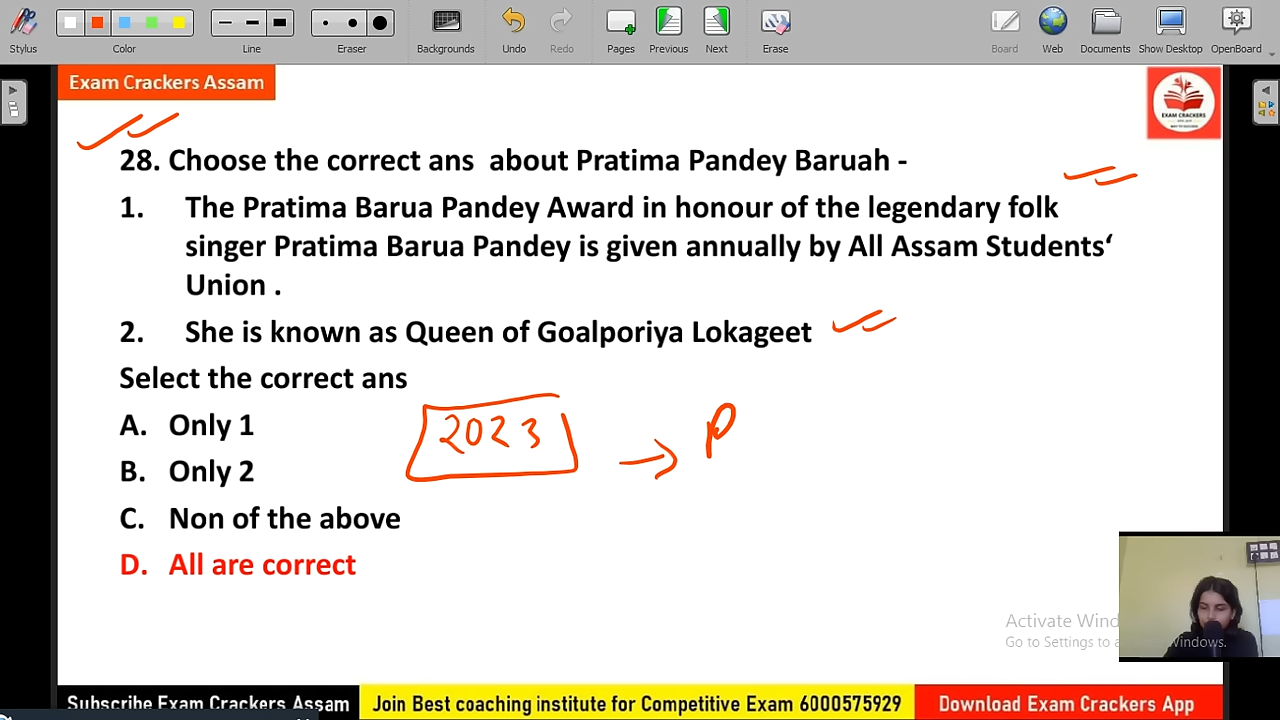 Stylus Color Line Eraser Backgrounds Undo Redo Pages Previous Next Erase Board Web Documents Show Desktop OpenBoard
Exam Crackers Assam
EXAM CRACKERS
28. Choose the correct ans about Pratima Pandey Baruah -
1. The Pratima Barua Pandey Award in honour of the legendary folk
singer Pratima Barua Pandey is given annually by All Assam Students‘
Union .
2. She is known as Queen of Goalporiya Lokageet
Select the correct ans
A. Only 1
2023 → P
B. Only 2
C. Non of the above
D. All are correct
Activate Wind
Go to Settings to a Windows.
Subscribe Exam Crackers Assam
Join Best coaching institute for Competitive Exam 6000575929
Download Exam Crackers App